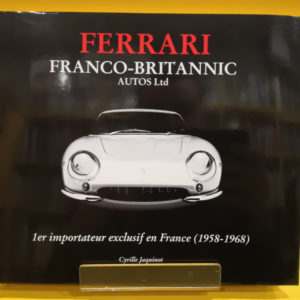 FERRARI
FRANCO-BRITANNIC
AUTOS Ltd
1er importateur exclusif en France (1958-1968)
Cyrille Jaquinot